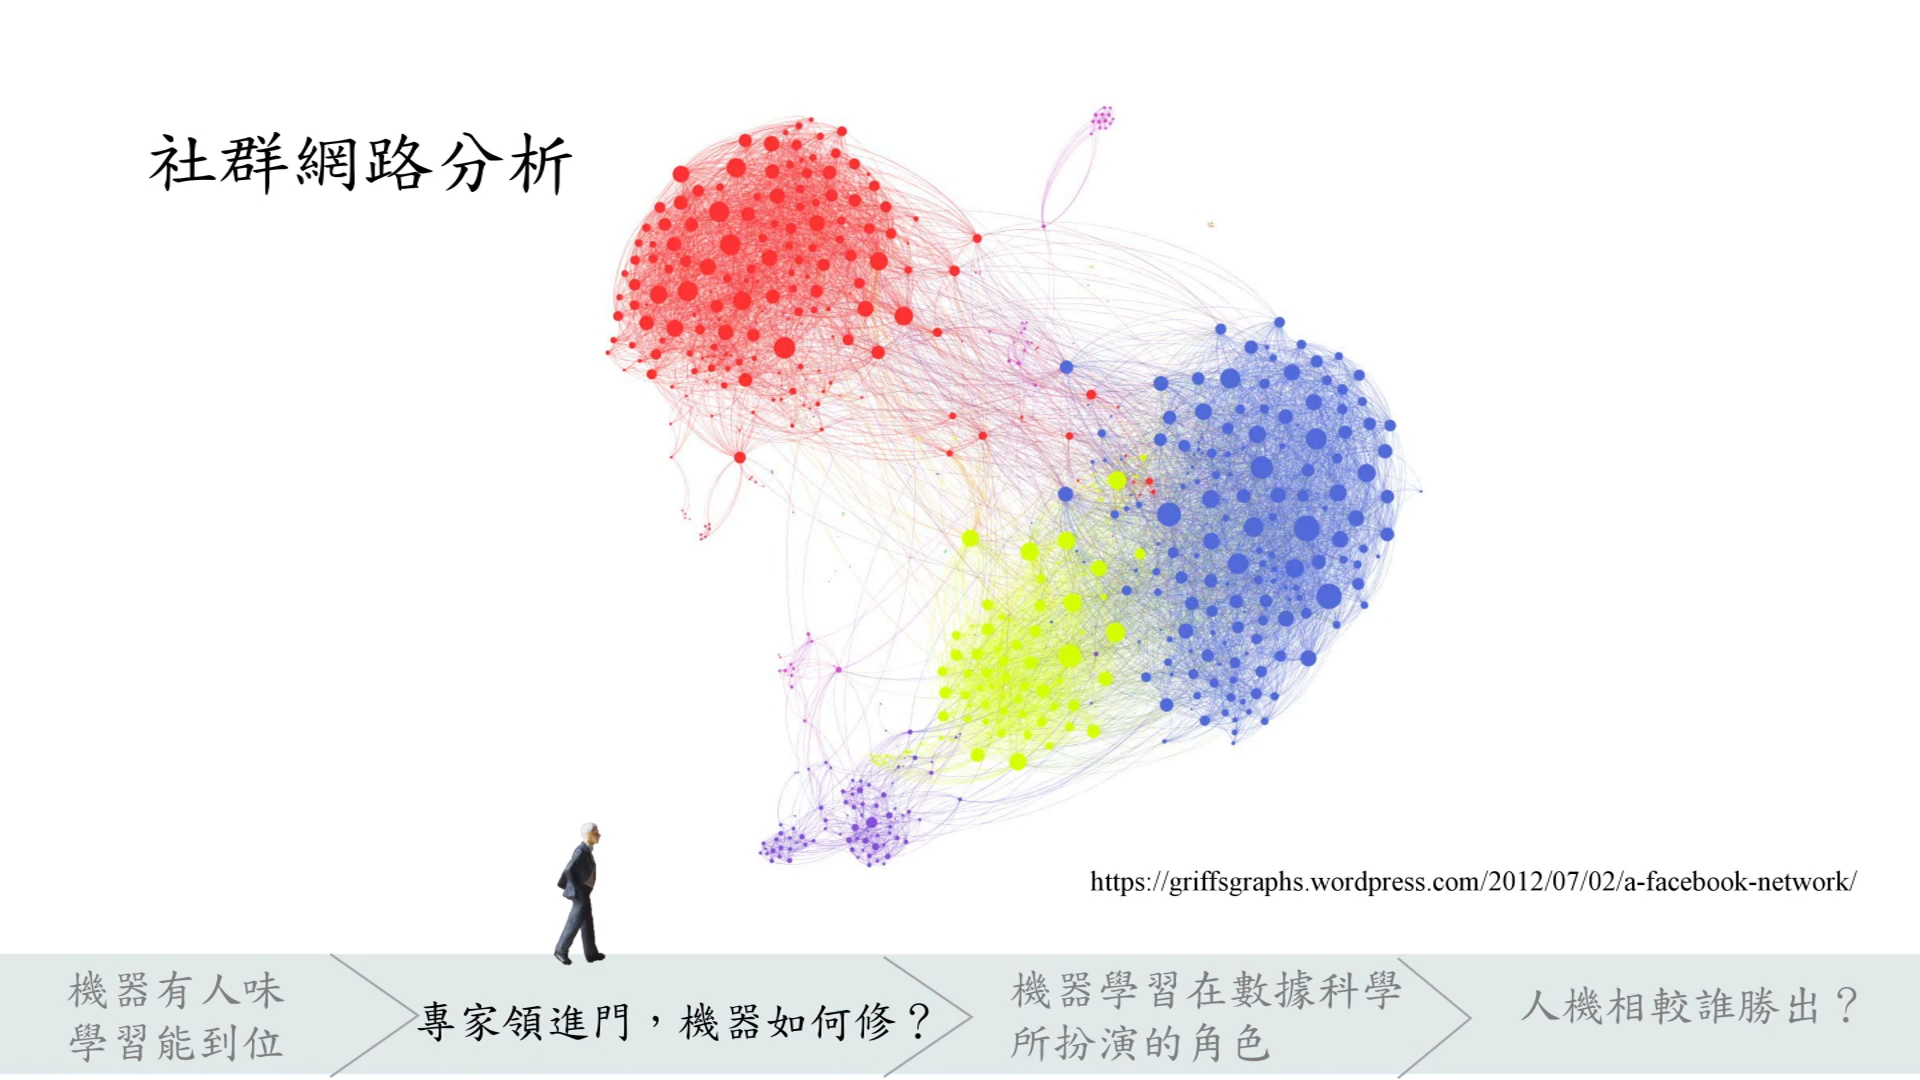 社群網路分析
https://griffsgraphs.wordpress.com/2012/07/02/a-facebook-network/
機器有人味
學習能到位
專家領進門，機器如何修？
機器學習在數據科學
所扮演的角色
人機相較誰勝出？